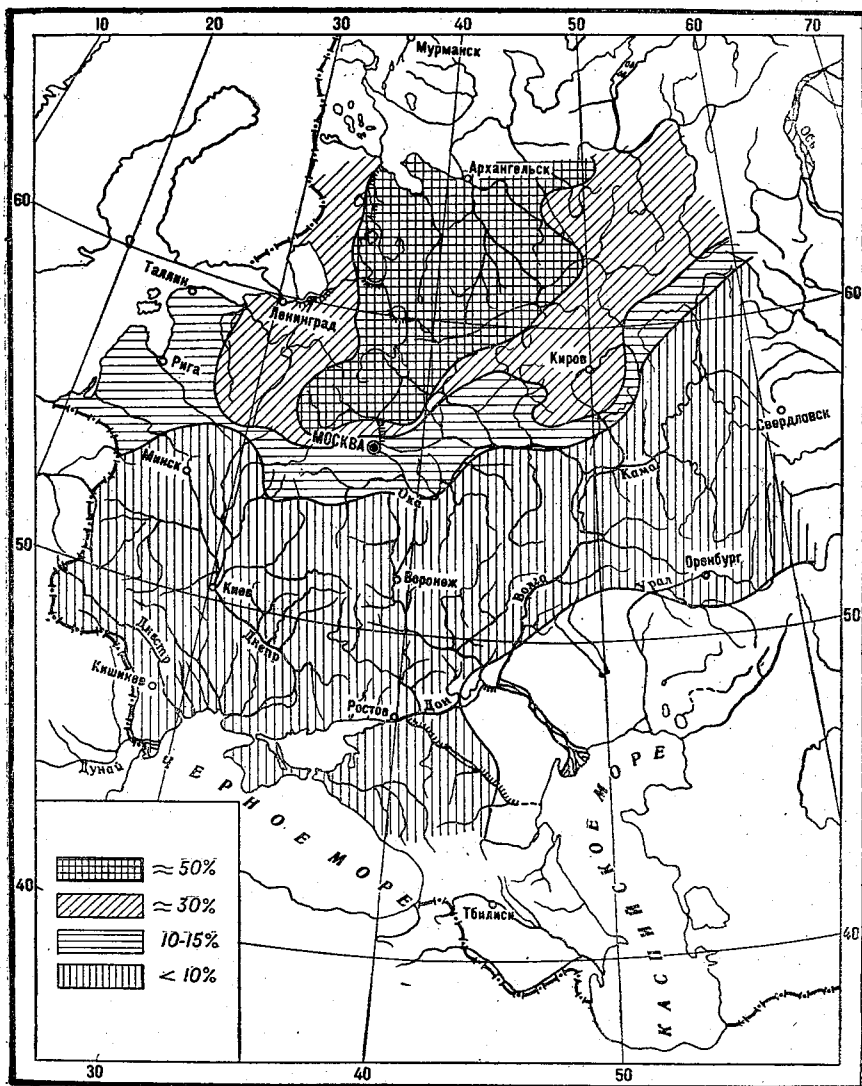 10 20 30 40 50 60 70
Мурманск
Обь
Архангельск
60
Таллин
Ленинград
60
Рига
Киров
Свердловск
МОСКВА
Минск
Кама
Ока
50
Оренбург
Воронеж
Киев
Волга
Урал
50
Днестр
Днепр
Кишинев
Ростов
Дон
Дунай
ЧЕРНОЕ МОРЕ
КАСПИЙСКОЕ МОРЕ
≈ 50%
40
≈ 30%
Тбилиси
10-15%
40
< 10%
30 40 50